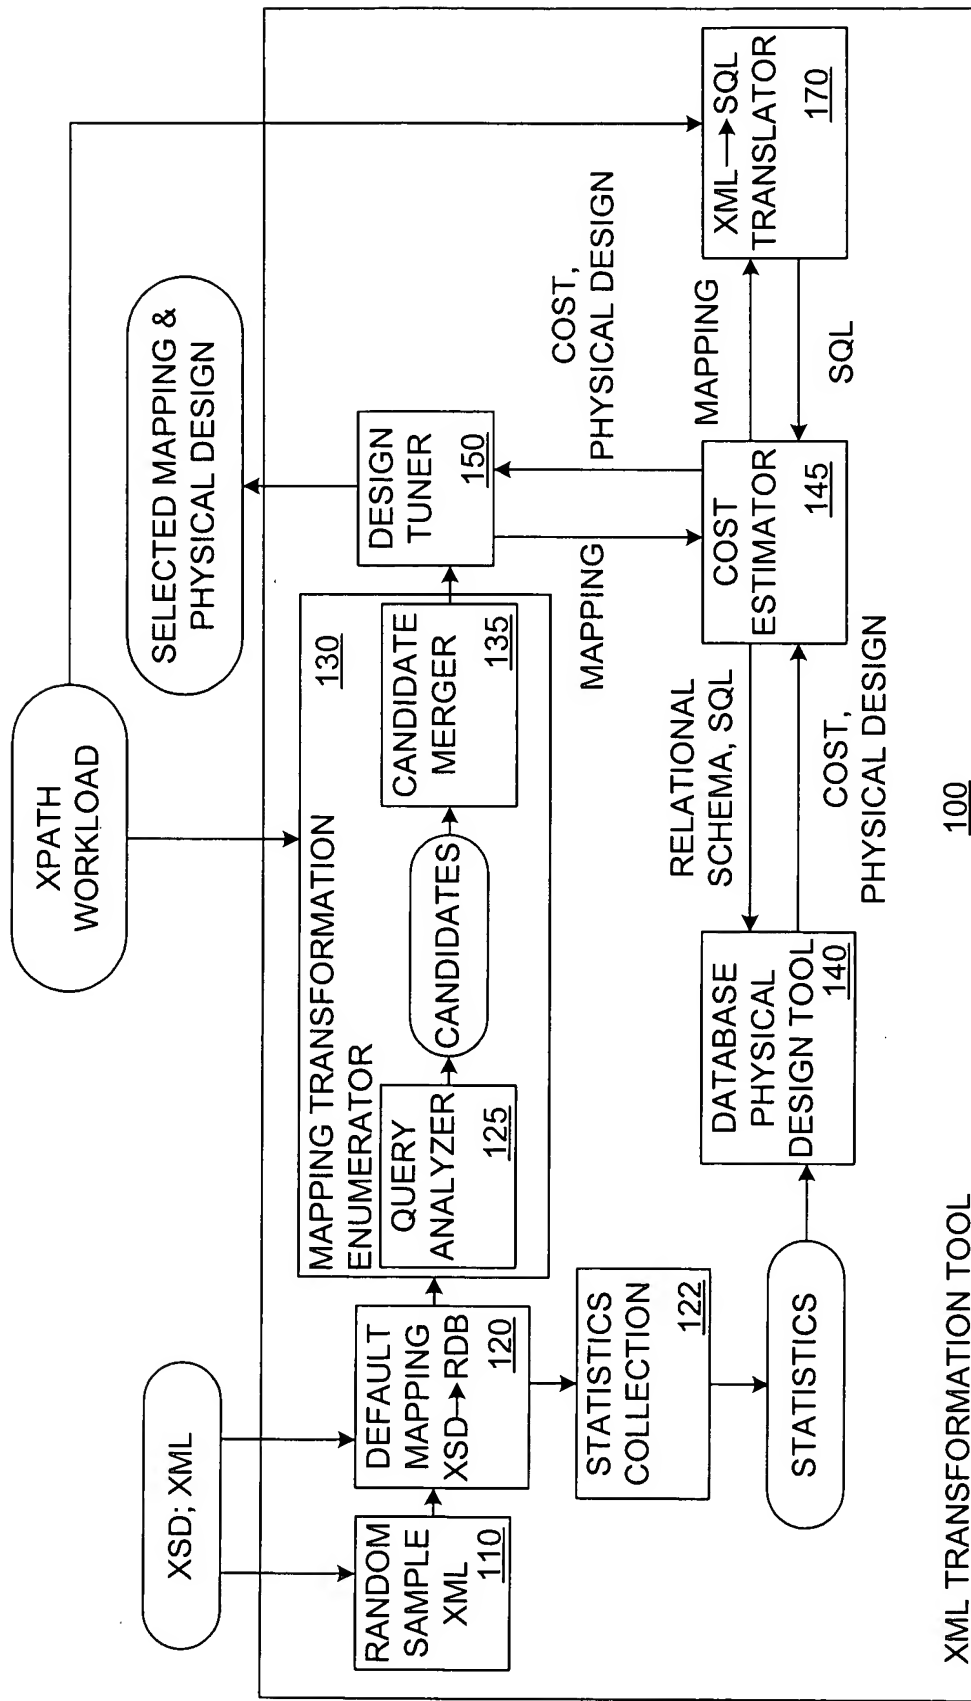 XSD; XML
XPATH
WORKLOAD
SELECTED MAPPING &
PHYSICAL DESIGN
RANDOM
SAMPLE
XML
110
DEFAULT
MAPPING
XSD→RDB
120
MAPPING TRANSFORMATION
ENUMERATOR
130
QUERY
ANALYZER
125
CANDIDATES
CANDIDATE
MERGER
135
DESIGN
TUNER
150
STATISTICS
COLLECTION
122
MAPPING
COST,
PHYSICAL DESIGN
STATISTICS
DATABASE
PHYSICAL
DESIGN TOOL
140
RELATIONAL
SCHEMA, SQL
COST,
PHYSICAL DESIGN
COST
ESTIMATOR
145
MAPPING
SQL
XML→SQL
TRANSLATOR
170
XML TRANSFORMATION TOOL
100